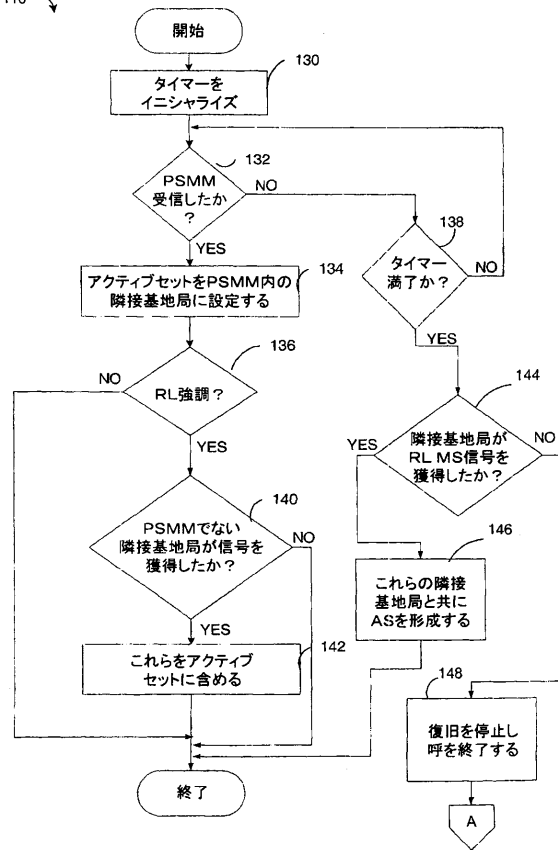 110
開始
130
タイマーを
イニシャライズ
132
PSMM
受信したか
?
NO
YES
138
タイマー
満了か?
NO
YES
134
アクティブセットをPSMM内の
隣接基地局に設定する
136
NO
RL強調?
YES
144
隣接基地局が
RL MS信号を
獲得したか?
YES
NO
140
PSMMでない
隣接基地局が信号を
獲得したか?
NO
YES
146
これらの隣接
基地局と共に
ASを形成する
142
これらをアクティブ
セットに含める
148
復旧を停止し
呼を終了する
終了
A